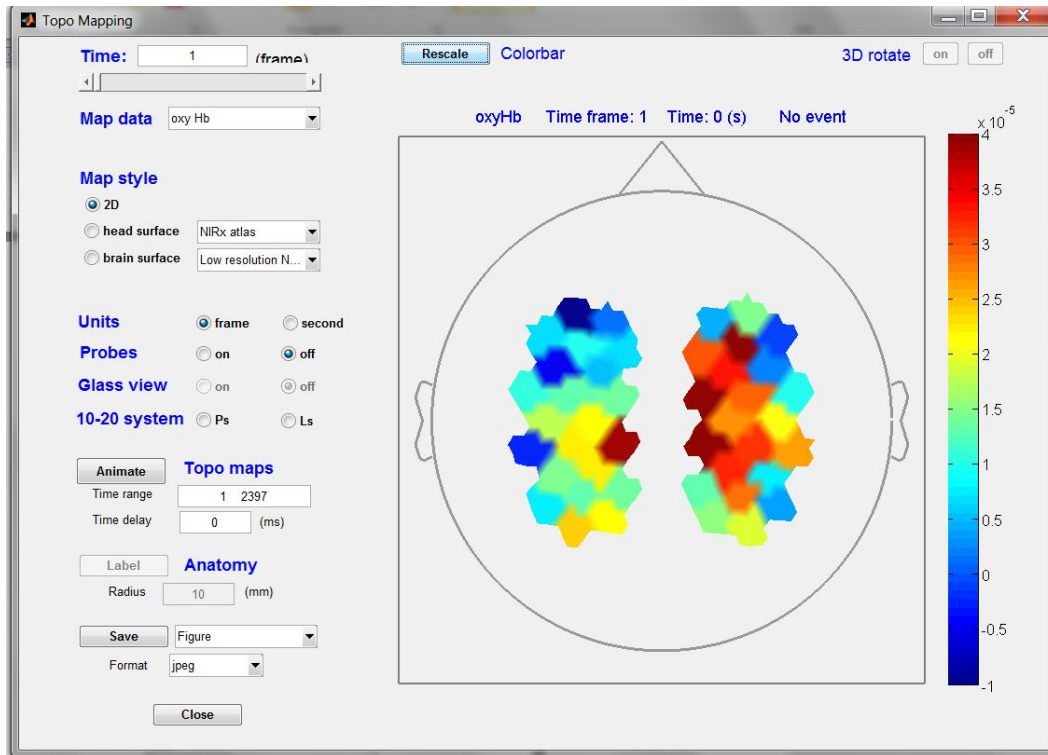 Topo Mapping
Time: 1 (frame)
Rescale Colorbar
3D rotate on off
Map data oxy Hb
oxyHb Time frame: 1 Time: 0 (s) No event
x 10-5
Map style
2D
head surface NIRx atlas
brain surface Low resolution N...
Units frame second
Probes on off
Glass view on off
10-20 system Ps Ls
Animate Topo maps
Time range 1 2397
Time delay 0 (ms)
Label Anatomy
Radius 10 (mm)
Save Figure
Format jpeg
Close
4
3.5
3
2.5
2
1.5
1
0.5
0
-0.5
-1